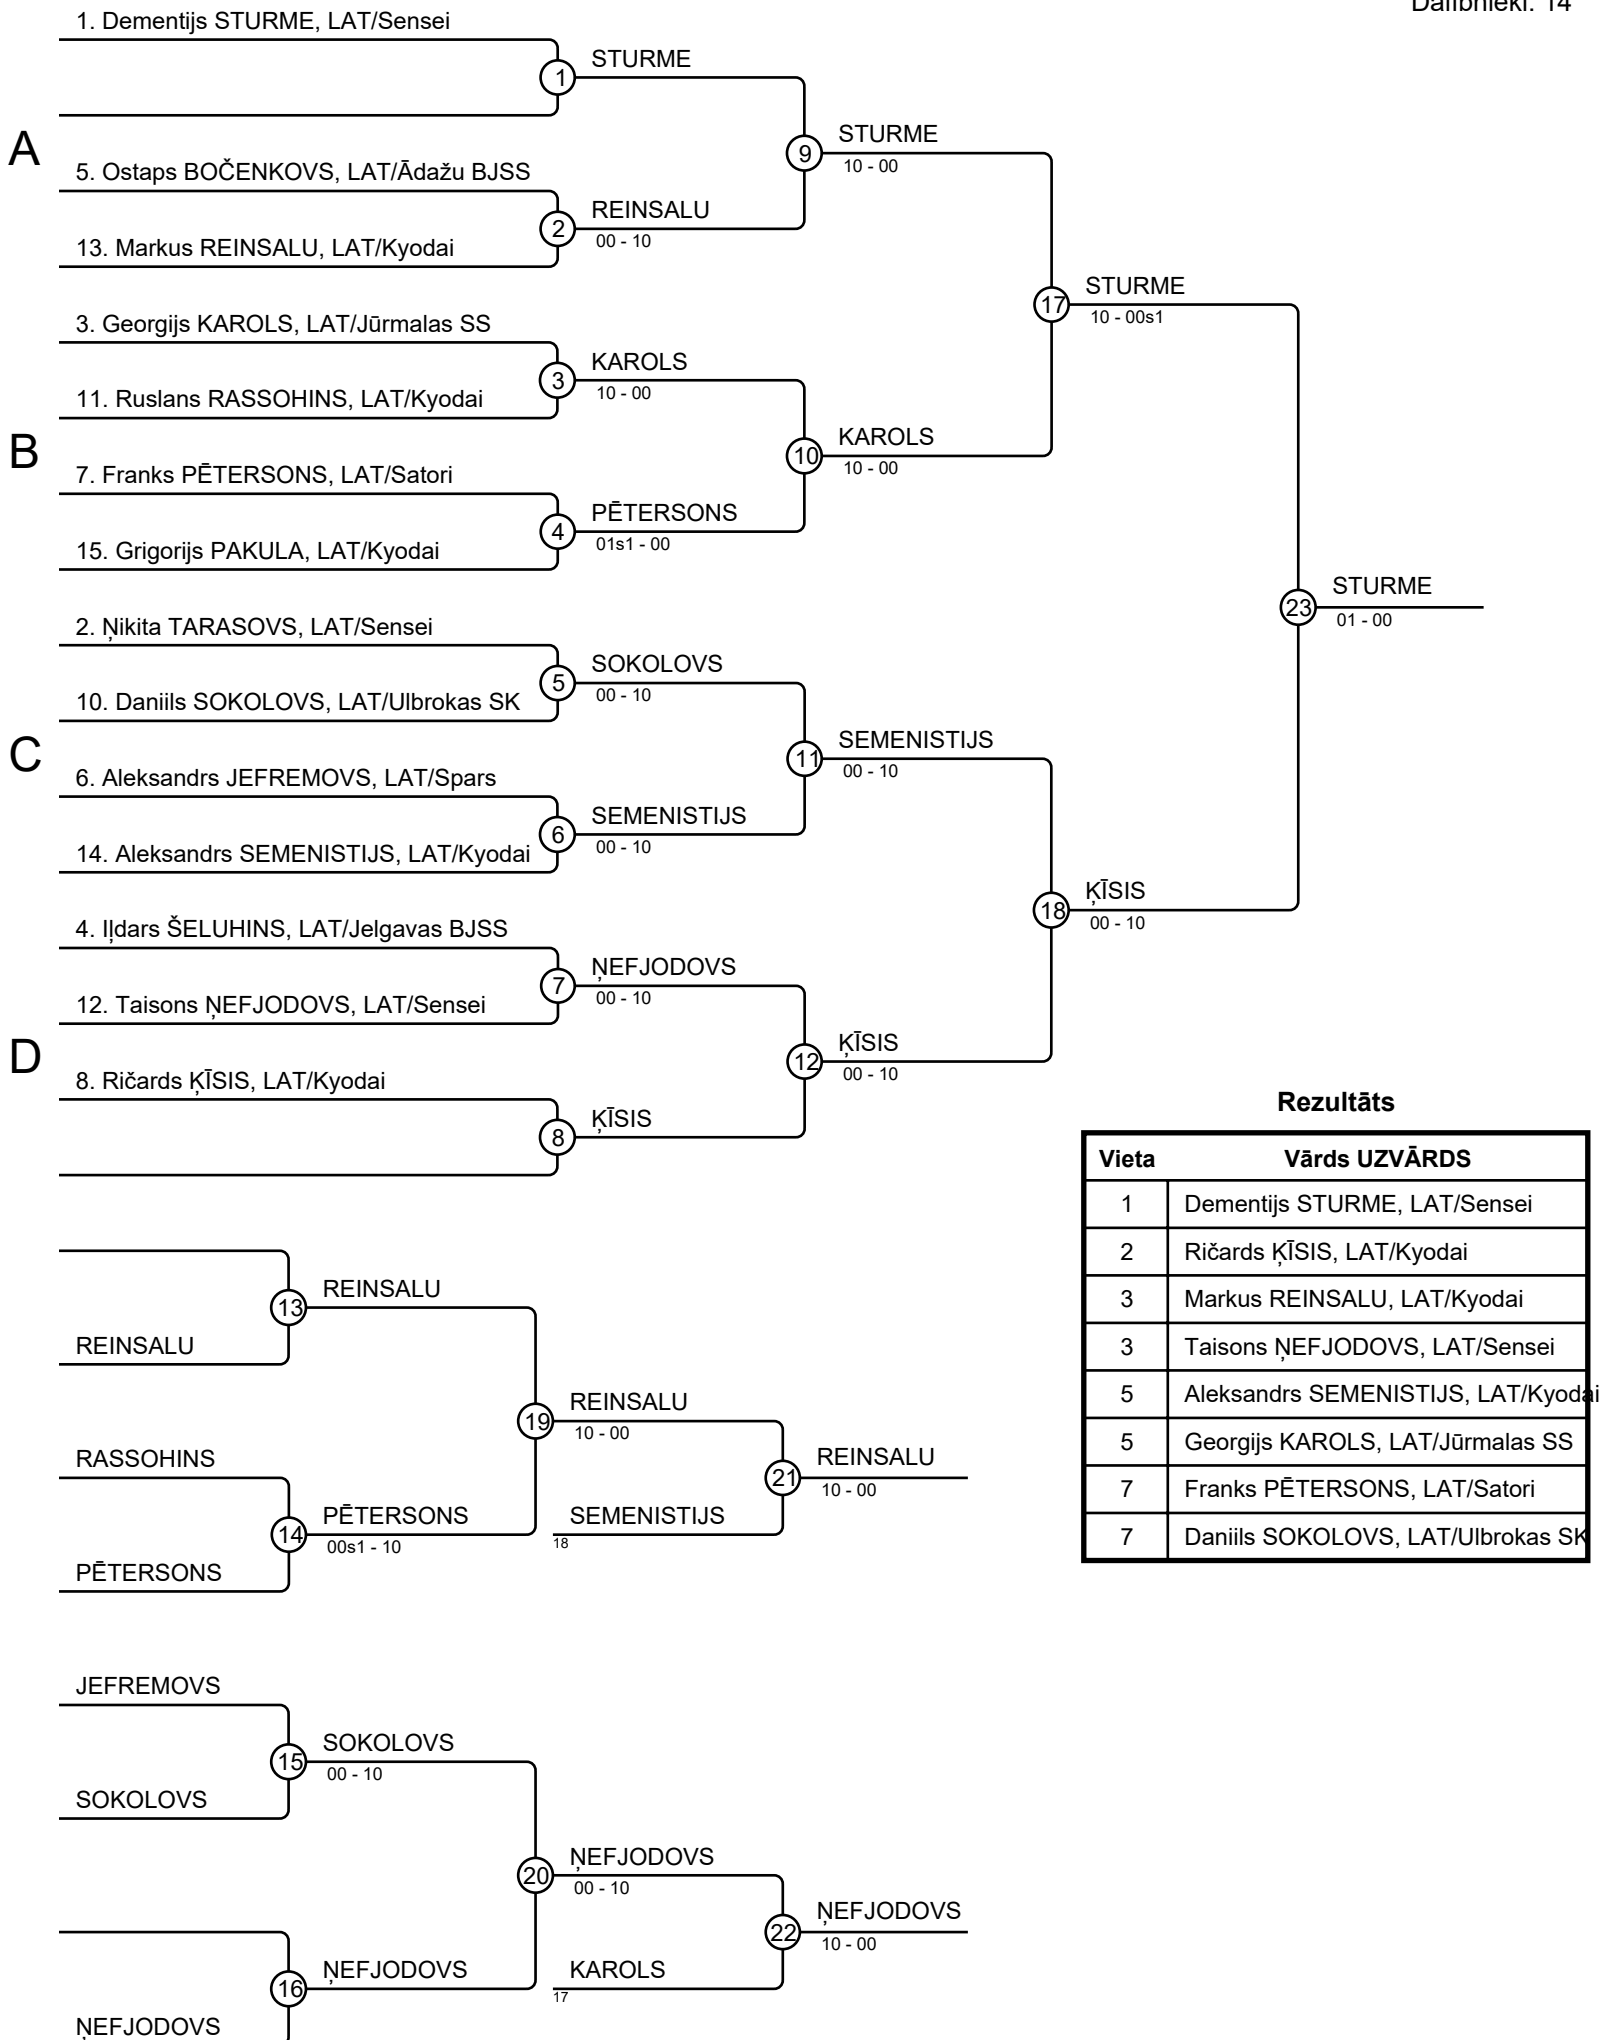 Dalībnieki: 14
1. Dementijs STURME, LAT/Sensei
1
STURME
A
9
STURME
10 - 00
5. Ostaps BOČENKOVS, LAT/Ādažu BJSS
2
REINSALU
00 - 10
13. Markus REINSALU, LAT/Kyodai
17
STURME
10 - 00s1
3. Georgijs KAROLS, LAT/Jūrmalas SS
3
KAROLS
10 - 00
11. Ruslans RASSOHINS, LAT/Kyodai
B
10
KAROLS
10 - 00
7. Franks PĒTERSONS, LAT/Satori
4
PĒTERSONS
01s1 - 00
15. Grigorijs PAKULA, LAT/Kyodai
23
STURME
01 - 00
2. Ņikita TARASOVS, LAT/Sensei
5
SOKOLOVS
00 - 10
10. Daniils SOKOLOVS, LAT/Ulbrokas SK
C
11
SEMENISTIJS
00 - 10
6. Aleksandrs JEFREMOVS, LAT/Spars
6
SEMENISTIJS
00 - 10
14. Aleksandrs SEMENISTIJS, LAT/Kyodai
18
ĶĪSIS
00 - 10
4. Iļdars ŠELUHINS, LAT/Jelgavas BJSS
7
ŅEFJODOVS
00 - 10
12. Taisons ŅEFJODOVS, LAT/Sensei
D
12
ĶĪSIS
00 - 10
8. Ričards ĶĪSIS, LAT/Kyodai
8
ĶĪSIS
Rezultāts
Vieta Vārds UZVĀRDS
1 Dementijs STURME, LAT/Sensei
2 Ričards ĶĪSIS, LAT/Kyodai
3 Markus REINSALU, LAT/Kyodai
3 Taisons ŅEFJODOVS, LAT/Sensei
5 Aleksandrs SEMENISTIJS, LAT/Kyodai
5 Georgijs KAROLS, LAT/Jūrmalas SS
7 Franks PĒTERSONS, LAT/Satori
7 Daniils SOKOLOVS, LAT/Ulbrokas SK
13
REINSALU
REINSALU
19
REINSALU
10 - 00
RASSOHINS
21
REINSALU
10 - 00
14
PĒTERSONS
00s1 - 10
SEMENISTIJS
18
PĒTERSONS
JEFREMOVS
15
SOKOLOVS
00 - 10
SOKOLOVS
20
ŅEFJODOVS
00 - 10
22
ŅEFJODOVS
10 - 00
16
ŅEFJODOVS
KAROLS
17
ŅEFJODOVS